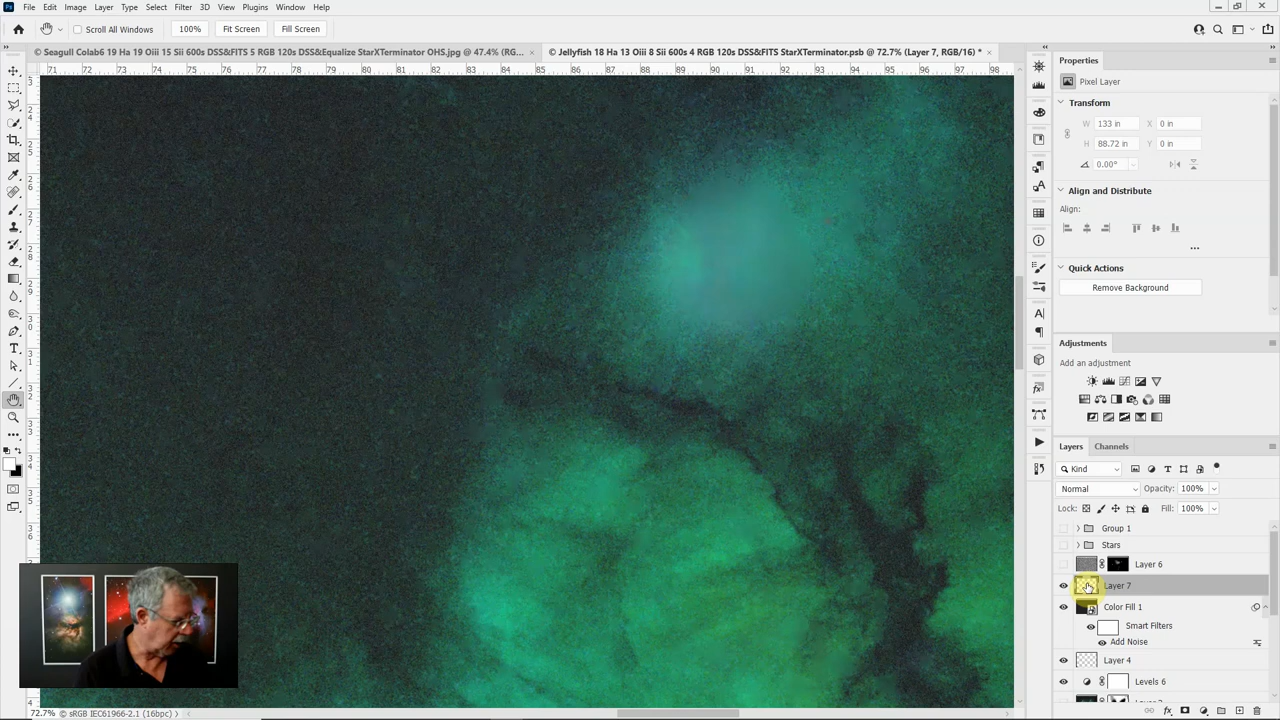 File Edit Image Layer Type Select Filter 3D View Plugins Window Help
Scroll All Windows 100% Fit Screen Fill Screen
© Seagull Colab6 19 Ha 19 Oiii 15 Sii 600s DSS&FITS 5 RGB 120s DSS&Equalize StarXTerminator OHS.jpg @ 47.4% (RG... × © Jellyfish 18 Ha 13 Oiii 8 Sii 600s 4 RGB 120s DSS&FITS StarXTerminator.psb @ 72.7% (Layer 7, RGB/16) * ×
71 72 73 74 75 76 77 78 79 80 81 82 83 84 85 86 87 88 89 90 91 92 93 94 95 96 97 98
Properties
Pixel Layer
Transform
W 133 in X 0 in
H 88.72 in Y 0 in
0.00°
Align and Distribute
Align:
...
Quick Actions
Remove Background
Adjustments
Add an adjustment
Layers Channels
Kind
Normal Opacity: 100%
Lock: Fill: 100%
Group 1
Stars
Layer 6
Layer 7
Color Fill 1
Smart Filters
Add Noise
Layer 4
Levels 6
72.7% © sRGB IEC61966-2.1 (16bpc)